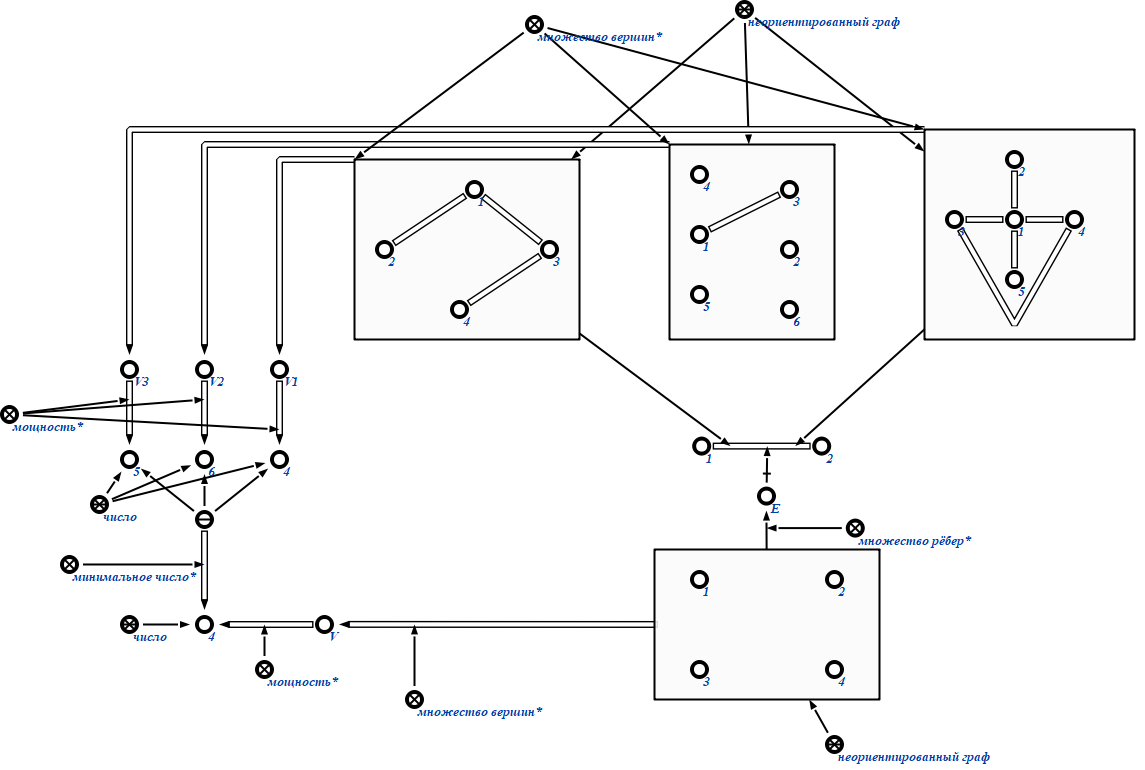 неориентированный граф
множество вершин*
2
3
1
4
5
1
2
3
4
4
3
1
2
5
6
V3
V2
V1
мощность*
5
6
4
1
2
число
E
множество рёбер*
минимальное число*
1
2
число
4
V
3
4
мощность*
множество вершин*
неориентированный граф